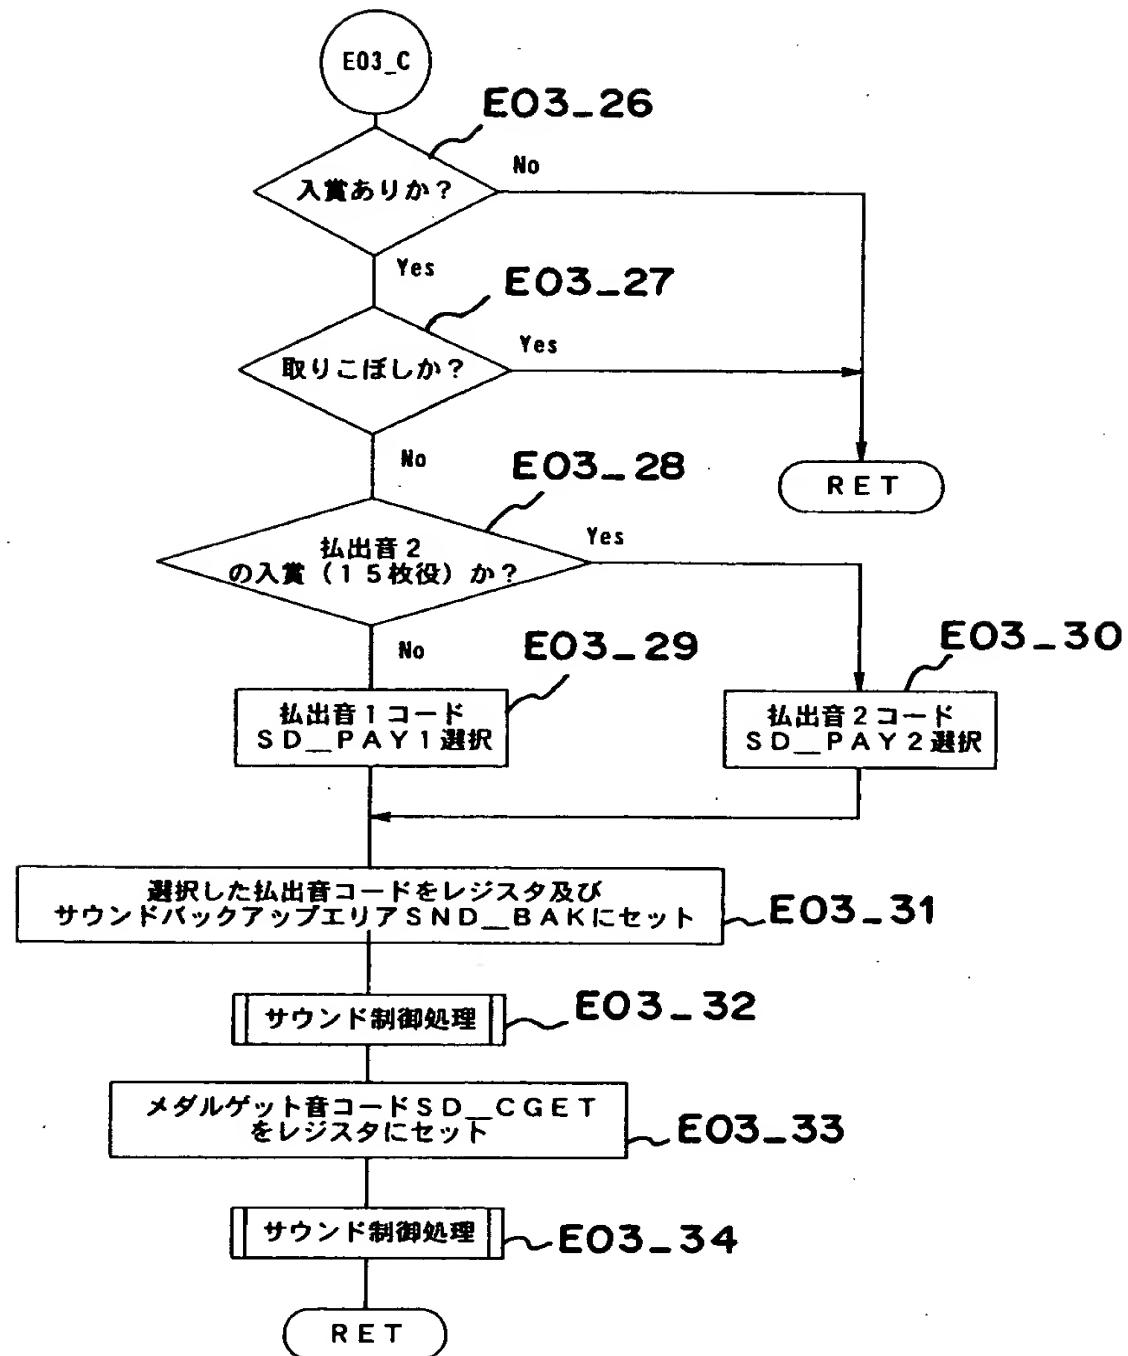 E03_C
E03_26
No
入賞ありか？
Yes
E03_27
Yes
取りこぼしか？
No
E03_28
RET
Yes
払出音２
の入賞（１５枚役）か？
No
E03_29
E03_30
払出音１コード
ＳＤ＿ＰＡＹ１選択
払出音２コード
ＳＤ＿ＰＡＹ２選択
選択した払出音コードをレジスタ及び
サウンドバックアップエリアＳＮＤ＿ＢＡＫにセット
E03_31
サウンド制御処理
E03_32
メダルゲット音コードＳＤ＿ＣＧＥＴ
をレジスタにセット
E03_33
サウンド制御処理
E03_34
RET